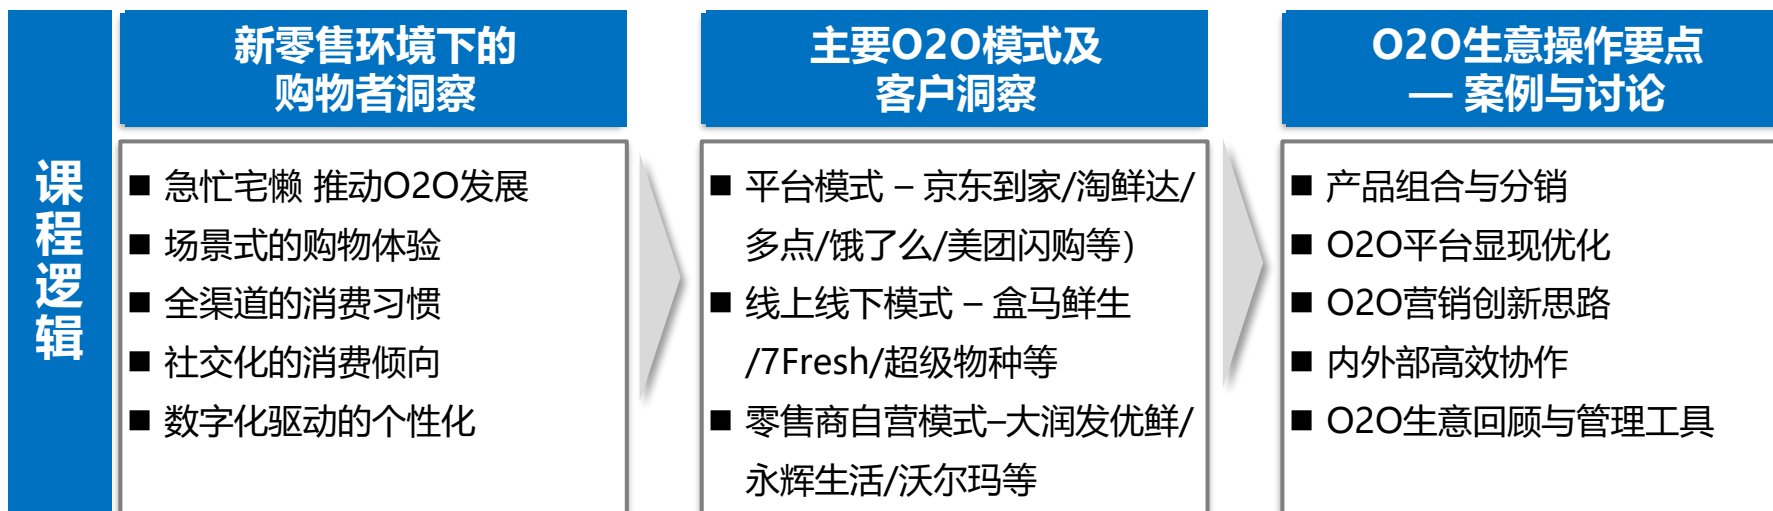 课程逻辑
新零售环境下的
购物者洞察
■ 急忙宅懒 推动O2O发展
■ 场景式的购物体验
■ 全渠道的消费习惯
■ 社交化的消费倾向
■ 数字化驱动的个性化
主要O2O模式及
客户洞察
■ 平台模式 – 京东到家/淘鲜达/
多点/饿了么/美团闪购等）
■ 线上线下模式 – 盒马鲜生
/7Fresh/超级物种等
■ 零售商自营模式–大润发优鲜/
永辉生活/沃尔玛等
O2O生意操作要点
— 案例与讨论
■ 产品组合与分销
■ O2O平台显现优化
■ O2O营销创新思路
■ 内外部高效协作
■ O2O生意回顾与管理工具